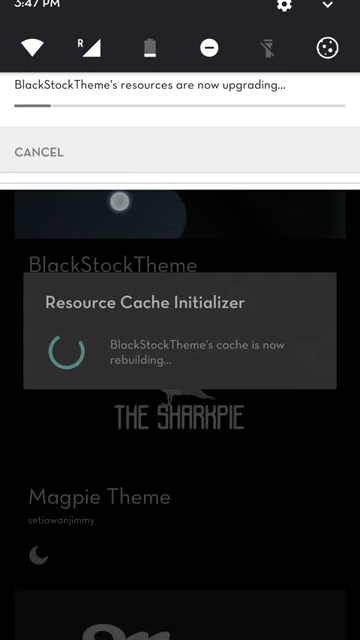 3:47 PM
R
BlackStockTheme's resources are now upgrading...
CANCEL
BlackStockTheme
Resource Cache Initializer
BlackStockTheme's cache is now
rebuilding...
THE SHARKPIE
Magpie Theme
setiawanjimmy